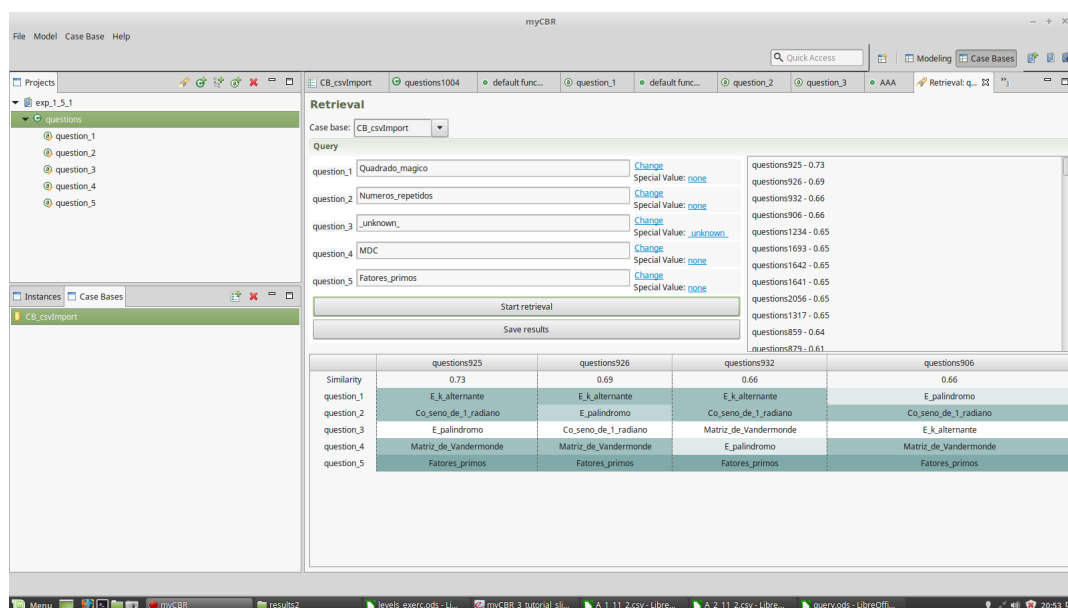 myCBR
File Model Case Base Help
Quick Access
Modeling Case Bases
Projects
exp_1_5_1
questions
question_1
question_2
question_3
question_4
question_5
Instances Case Bases
CB_csvImport
CB_csvImport questions1004 default func... question_1 default func... question_2 question_3 AAA Retrieval: q...
Retrieval
Case base: CB_csvImport
Query
question_1 Quadrado_magico Change
Special Value: none
question_2 Numeros_repetidos Change
Special Value: none
question_3 _unknown_ Change
Special Value: _unknown_
question_4 MDC Change
Special Value: none
question_5 Fatores_primos Change
Special Value: none
Start retrieval
Save results
questions925 - 0.73
questions926 - 0.69
questions932 - 0.66
questions906 - 0.66
questions1234 - 0.65
questions1693 - 0.65
questions1642 - 0.65
questions1641 - 0.65
questions2056 - 0.65
questions1317 - 0.65
questions859 - 0.64
questions879 - 0.61
questions925 questions926 questions932 questions906
Similarity 0.73 0.69 0.66 0.66
question_1 E_k_alternante E_k_alternante E_k_alternante E_palindromo
question_2 Co_seno_de_1_radiano E_palindromo Co_seno_de_1_radiano Co_seno_de_1_radiano
question_3 E_palindromo Co_seno_de_1_radiano Matriz_de_Vandermonde E_k_alternante
question_4 Matriz_de_Vandermonde Matriz_de_Vandermonde E_palindromo Matriz_de_Vandermonde
question_5 Fatores_primos Fatores_primos Fatores_primos Fatores_primos
Menu myCBR results2 levels_exerc.ods - Li... myCBR 3 tutorial sli... A_1_11_2.csv - Libre... A_2_11_2.csv - Libre... query.ods - LibreOffi... 20:53